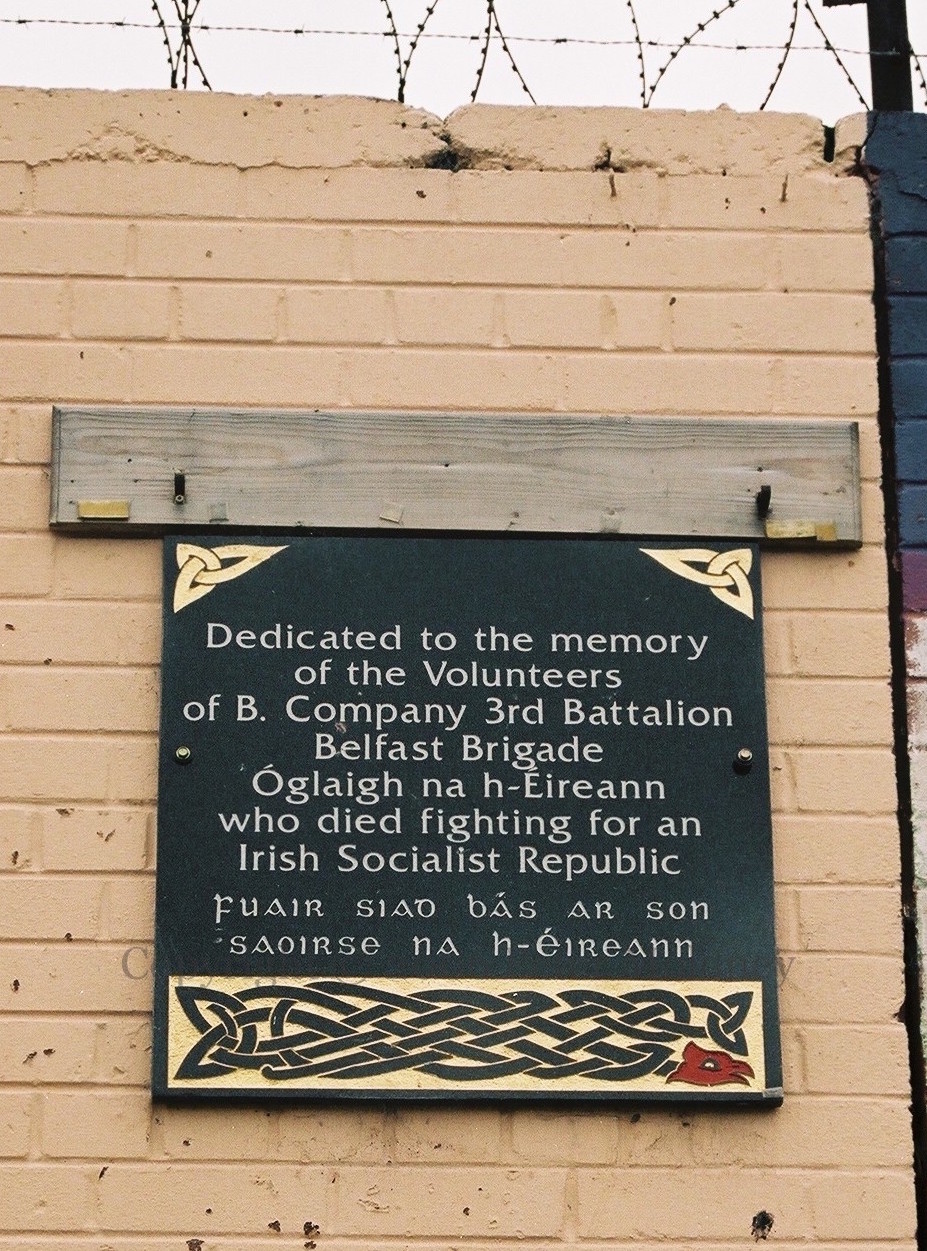 Dedicated to the memory
of the Volunteers
of B. Company 3rd Battalion
Belfast Brigade
Óglaigh na h-Éireann
who died fighting for an
Irish Socialist Republic
Fuair siad bás ar son
saoirse na h-Éireann